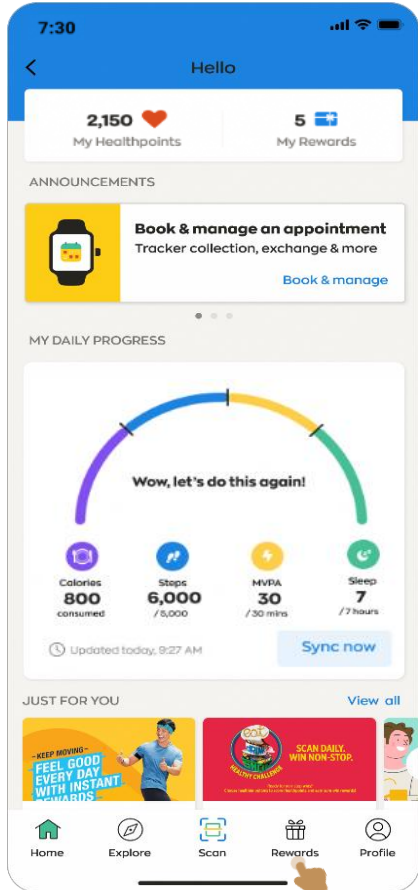 7:30
Hello
2,150
5
My Healthpoints
My Rewards
ANNOUNCEMENTS
Book & manage an appointment
Tracker collection, exchange & more
Book & manage
MY DAILY PROGRESS
Wow, let's do this again!
Calories
800
consumed
Steps
6,000
/5,000
MVPA
30
/30 mins
Sleep
7
/7 hours
Updated today, 9:27 AM
Sync now
JUST FOR YOU
View all
- KEEP MOVING -
FEEL GOOD
EVERY DAY
WITH INSTANT
REWARDS
HEALTHY CHALLENGE
SCAN DAILY.
WIN NON-STOP.
Home
Explore
Scan
Rewards
Profile